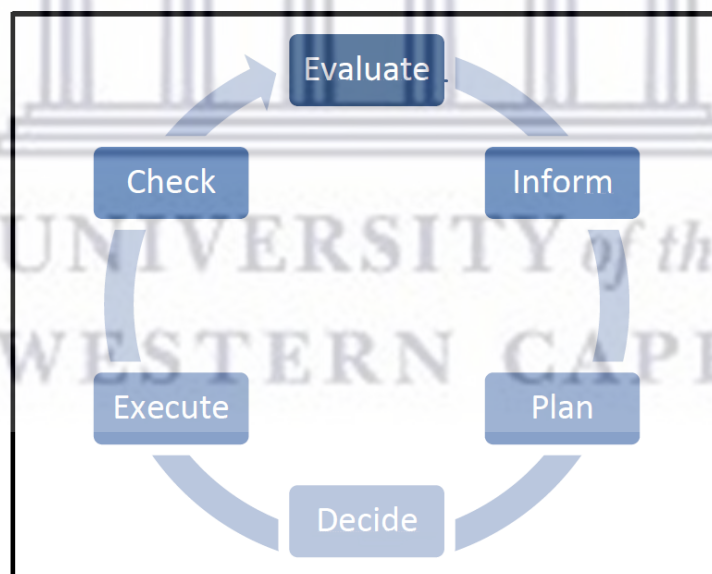 Evaluate
Check
Inform
UNIVERSITY of th
WESTERN CAP
Execute
Plan
Decide